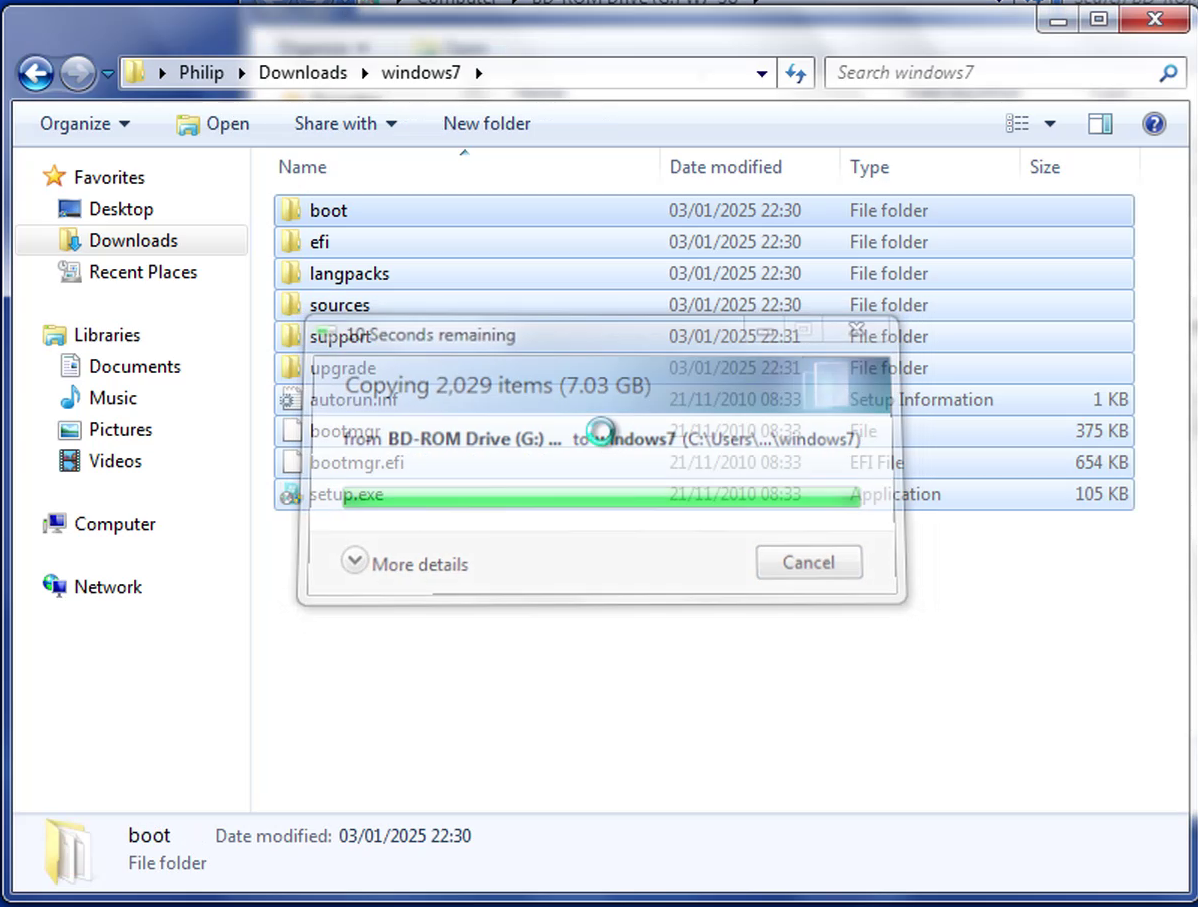 Philip Downloads windows7
Search windows7
Organize Open Share with New folder
Name Date modified Type Size
Favorites
Desktop
Downloads
Recent Places
Libraries
Documents
Music
Pictures
Videos
Computer
Network
boot 03/01/2025 22:30 File folder
efi 03/01/2025 22:30 File folder
langpacks 03/01/2025 22:30 File folder
sources 03/01/2025 22:30 File folder
support 03/01/2025 22:31 File folder
upgrade 03/01/2025 22:31 File folder
autorun.inf 21/11/2010 08:33 Setup Information 1 KB
bootmgr 21/11/2010 08:33 File 375 KB
bootmgr.efi 21/11/2010 08:33 EFI File 654 KB
setup.exe 21/11/2010 08:33 Application 105 KB
10 Seconds remaining
Copying 2,029 items (7.03 GB)
from BD-ROM Drive (G:) ... to windows7 (C:\Users\...\windows7)
More details
Cancel
boot Date modified: 03/01/2025 22:30
File folder